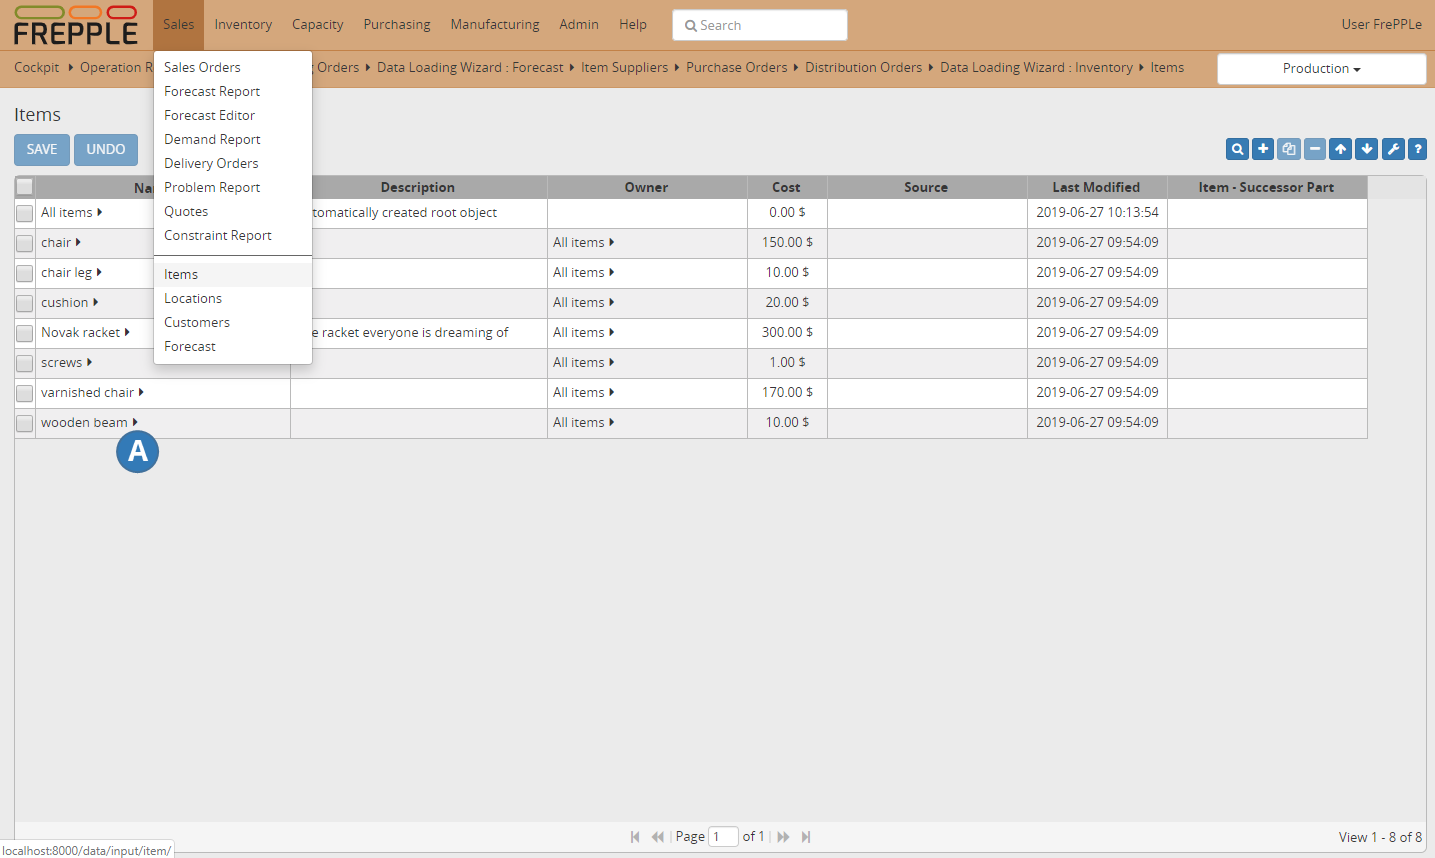 FREPPLE Sales Inventory Capacity Purchasing Manufacturing Admin Help Search User FrePPLe
Cockpit Operation R g Orders Data Loading Wizard : Forecast Item Suppliers Purchase Orders Distribution Orders Data Loading Wizard : Inventory Items Production
Sales Orders
Forecast Report
Forecast Editor
Demand Report
Delivery Orders
Problem Report
Quotes
Constraint Report
Items
Locations
Customers
Forecast
Items
SAVE UNDO
?
Na Description Owner Cost Source Last Modified Item - Successor Part
All items tomatically created root object 0.00 $ 2019-06-27 10:13:54
chair All items 150.00 $ 2019-06-27 09:54:09
chair leg All items 10.00 $ 2019-06-27 09:54:09
cushion All items 20.00 $ 2019-06-27 09:54:09
Novak racket e racket everyone is dreaming of All items 300.00 $ 2019-06-27 09:54:09
screws All items 1.00 $ 2019-06-27 09:54:09
varnished chair All items 170.00 $ 2019-06-27 09:54:09
wooden beam All items 10.00 $ 2019-06-27 09:54:09
A
Page 1 of 1 View 1 - 8 of 8
localhost:8000/data/input/item/